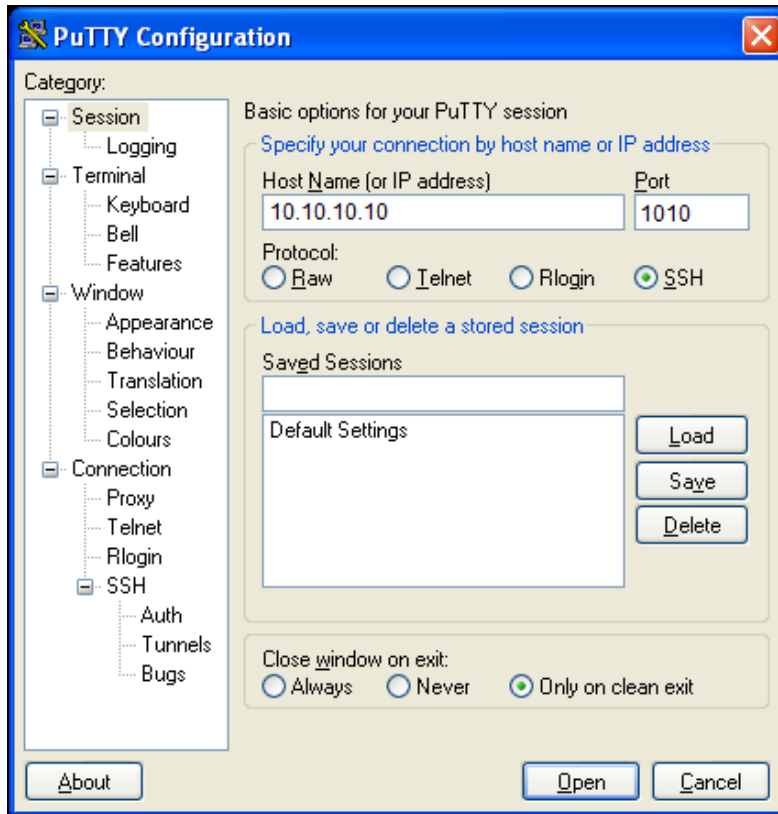 PuTTY Configuration
Category:
Session
Logging
Terminal
Keyboard
Bell
Features
Window
Appearance
Behaviour
Translation
Selection
Colours
Connection
Proxy
Telnet
Rlogin
SSH
Auth
Tunnels
Bugs
Basic options for your PuTTY session
Specify your connection by host name or IP address
Host Name (or IP address) Port
10.10.10.10 1010
Protocol:
Raw Telnet Rlogin SSH
Load, save or delete a stored session
Saved Sessions
Default Settings
Load
Save
Delete
Close window on exit:
Always Never Only on clean exit
About Open Cancel